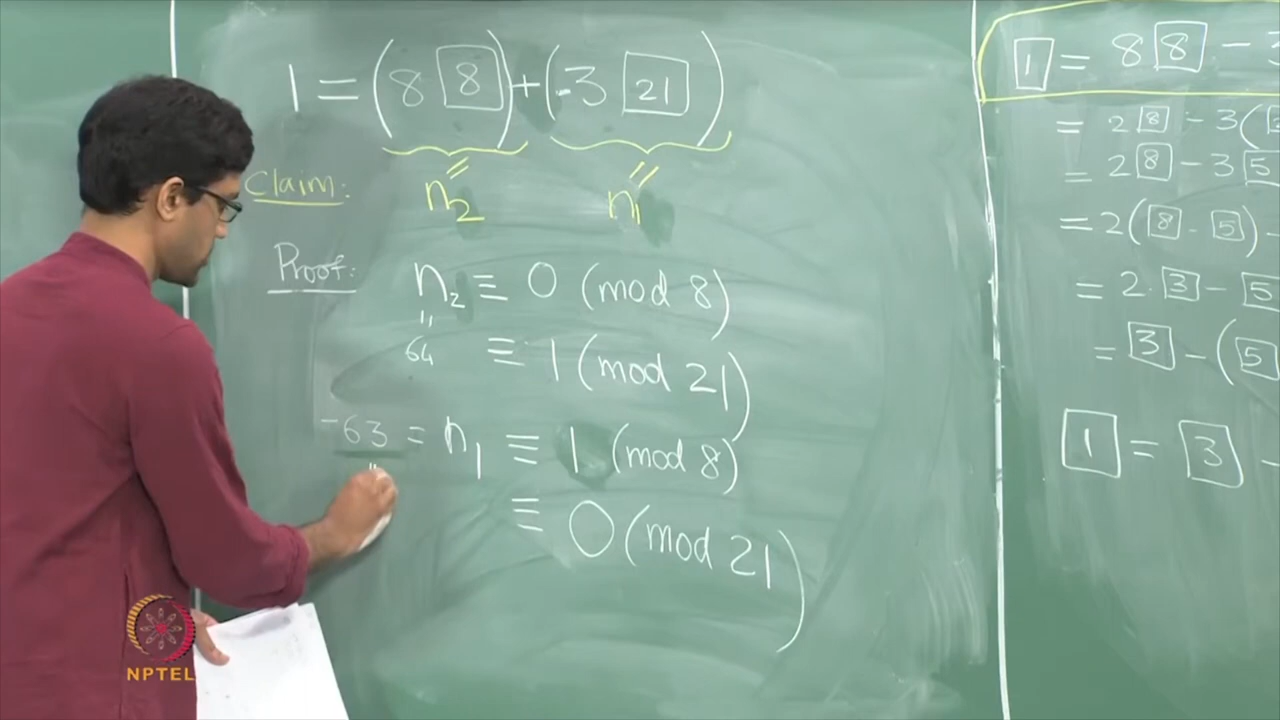 1 = (8 8) + (-3 21)
Claim: n2 n1
Proof: n2 ≡ 0 (mod 8)
64 ≡ 1 (mod 21)
-63 = n1 ≡ 1 (mod 8)
≡ 0 (mod 21)
1 = 8 8 - 3
= 2 8 - 3(
= 2 8 - 3 5
= 2(8 - 5) -
= 2 · 3 - 5
= 3 - (5
1 = 3 -
NPTEL